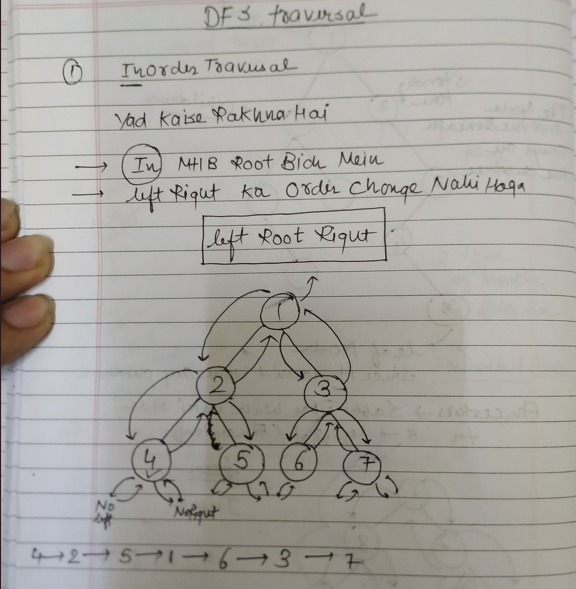 DFS traversal
① InOrder Traversal
Yad Kaise Rakhna Hai
→ In Root Bich Mein
→ left Right Ka Order Change Nahi Hoga
left Root Right
1
2 3
4 5 6 7
No left No Right
4→2→5→1→6→3→7